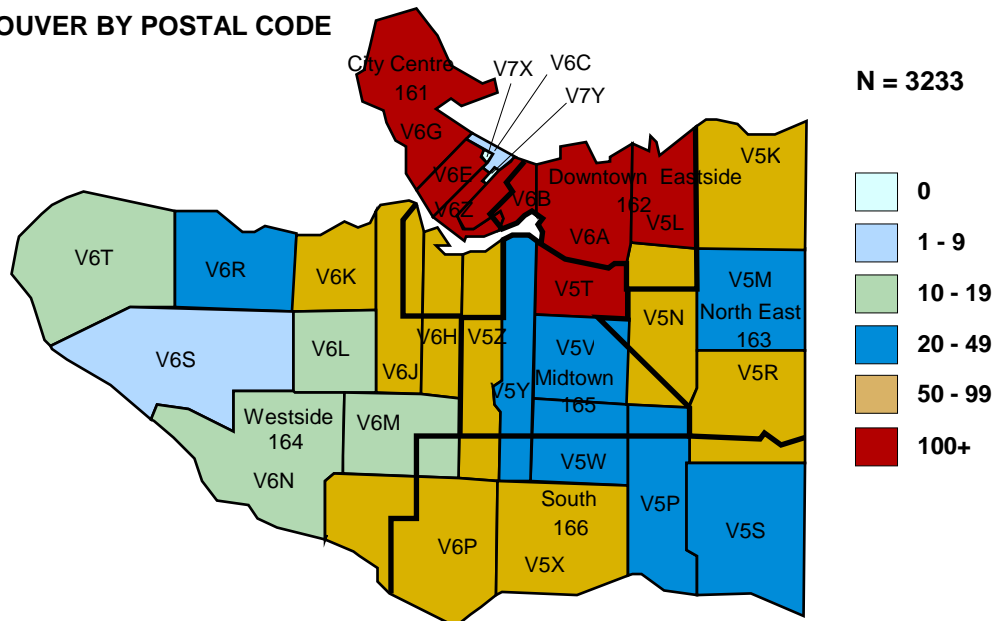 OUVER BY POSTAL CODE
N = 3233
0
1 - 9
10 - 19
20 - 49
50 - 99
100+
V7X
V6C
V7Y
City Centre
161
V6G
V6E
V6Z
V6B
Downtown Eastside
162
V6A
V5L
V5K
V6T
V6R
V6K
V5T
V5M
North East
163
V6S
V6L
V6J
V6H
V5Z
V5Y
V5V
Midtown
165
V5N
V5R
Westside
164
V6M
V6N
V5W
South
166
V5P
V5S
V6P
V5X